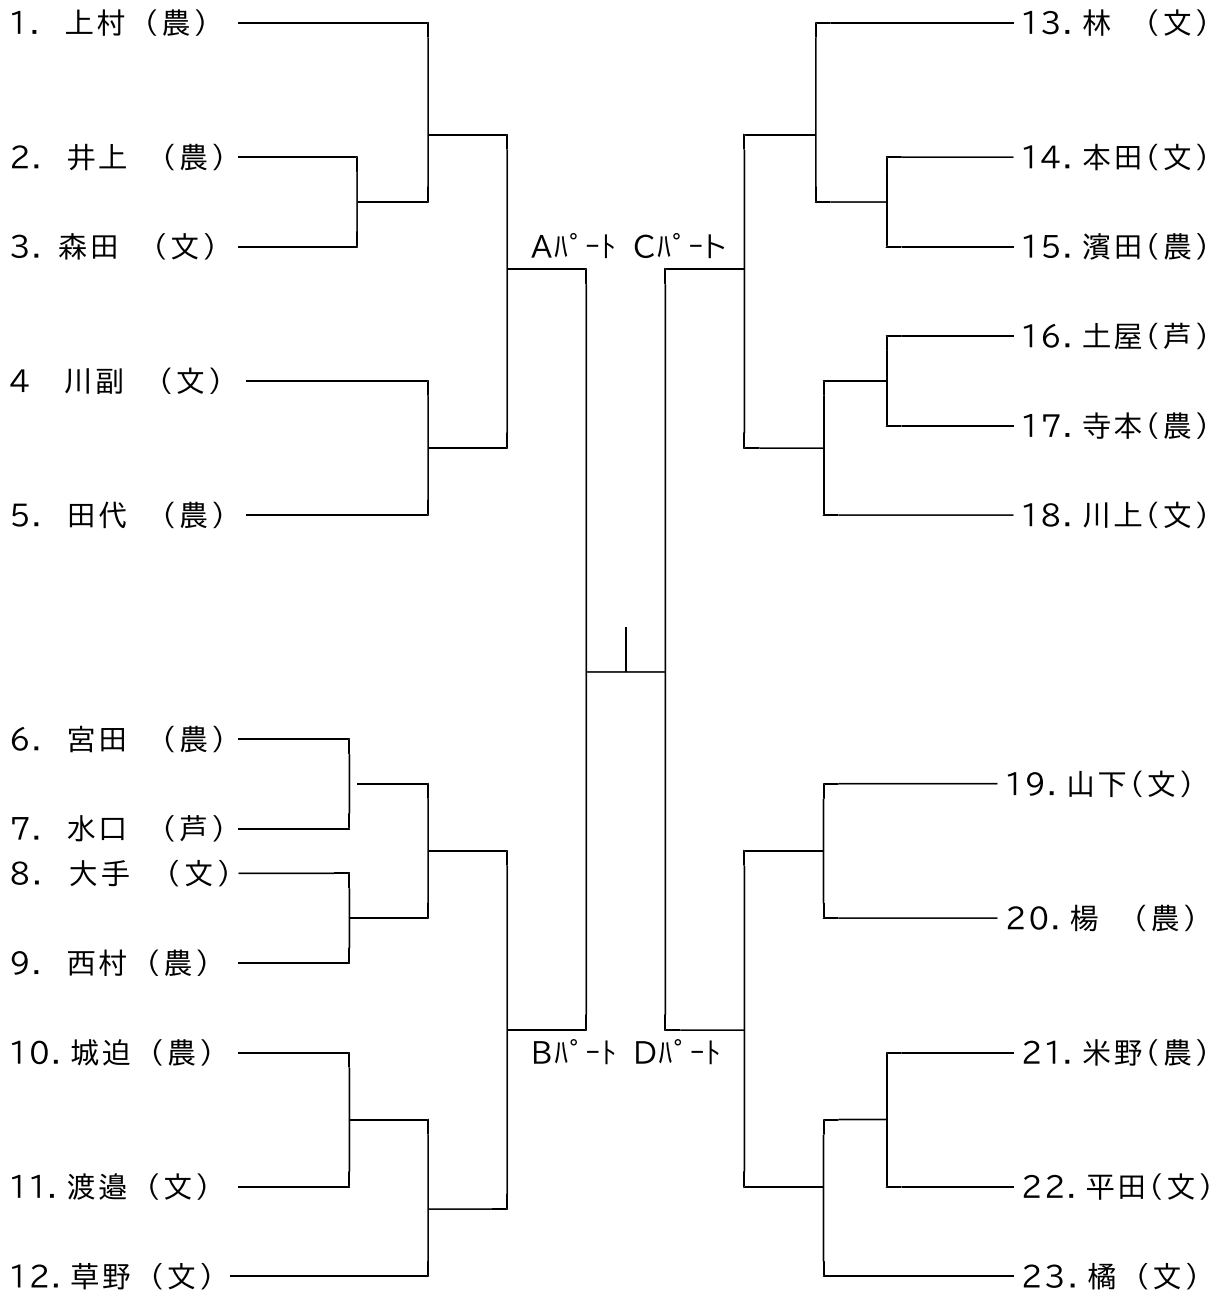 1. 上村（農）
2. 井上 （農）
3. 森田 （文）
4 川副 （文）
5. 田代 （農）
6. 宮田 （農）
7. 水口 （芦）
8. 大手 （文）
9. 西村（農）
10. 城迫（農）
11. 渡邉（文）
12. 草野（文）
Aﾊﾟｰﾄ
Bﾊﾟｰﾄ
Cﾊﾟｰﾄ
Dﾊﾟｰﾄ
13. 林 （文）
14. 本田（文）
15. 濱田（農）
16. 土屋（芦）
17. 寺本（農）
18. 川上（文）
19. 山下（文）
20. 楊 （農）
21. 米野（農）
22. 平田（文）
23. 橘（文）